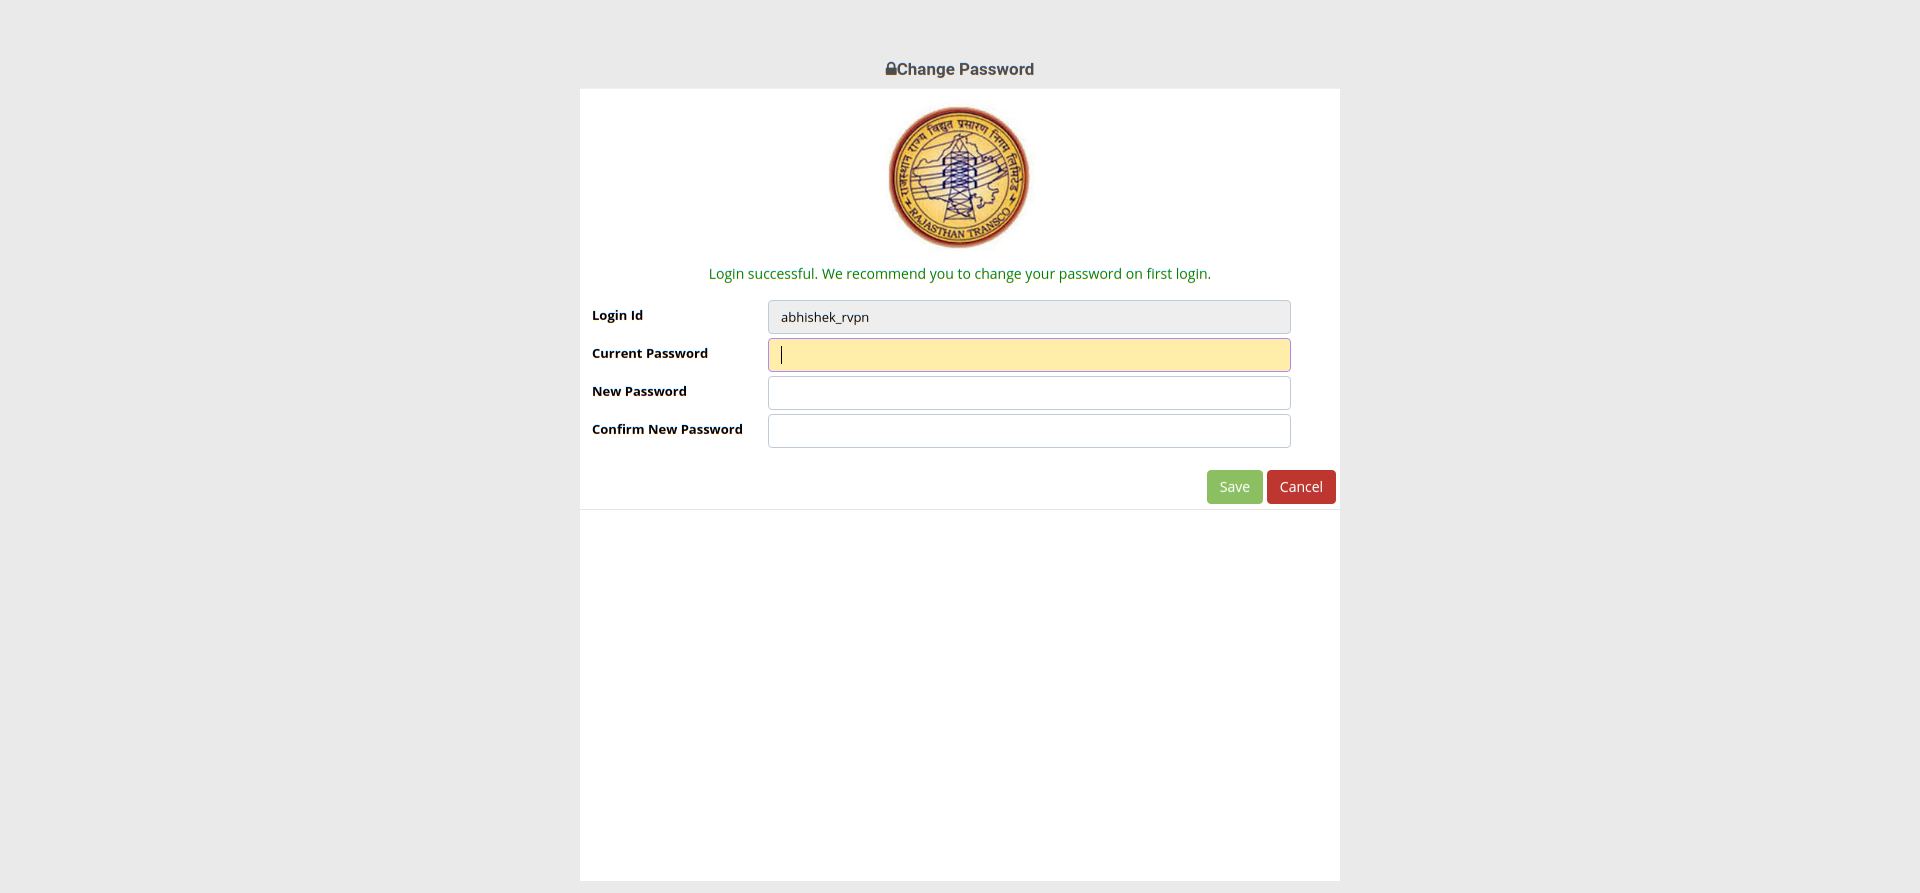 Change Password
राजस्थान राज्य विद्युत प्रसारण निगम लिमिटेड
RAJASTHAN TRANSCO
Login successful. We recommend you to change your password on first login.
Login Id
abhishek_rvpn
Current Password
New Password
Confirm New Password
Save Cancel